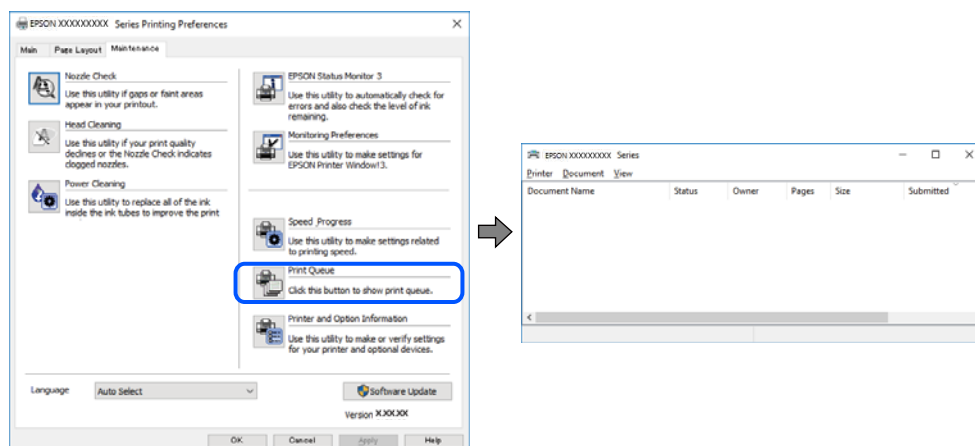 EPSON XXXXXXXXX Series Printing Preferences
Main Page Layout Maintenance
Nozzle Check
Use this utility if gaps or faint areas
appear in your printout.
Head Cleaning
Use this utility if your print quality
declines or the Nozzle Check indicates
clogged nozzles.
Power Cleaning
Use this utility to replace all of the ink
inside the ink tubes to improve the print
EPSON Status Monitor 3
Use this utility to automatically check for
errors and also check the level of ink
remaining.
Monitoring Preferences
Use this utility to make settings for
EPSON Printer Window!3.
Speed Progress
Use this utility to make settings related
to printing speed.
Print Queue
Click this button to show print queue.
Printer and Option Information
Use this utility to make or verify settings
for your printer and optional devices.
Language Auto Select Software Update
Version X.XX.XX
OK Cancel Apply Help
EPSON XXXXXXXXX Series
Printer Document View
Document Name Status Owner Pages Size Submitted